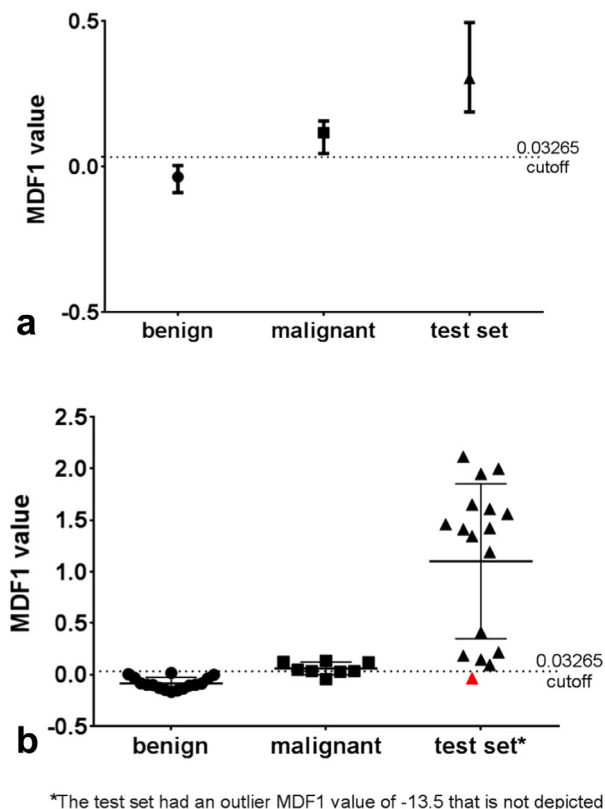 0.5
0.0
-0.5
MDF1 value
0.03265
cutoff
benign malignant test set
a
2.5
2.0
1.5
1.0
0.5
0.0
-0.5
MDF1 value
0.03265
cutoff
benign malignant test set*
b
*The test set had an outlier MDF1 value of -13.5 that is not depicted